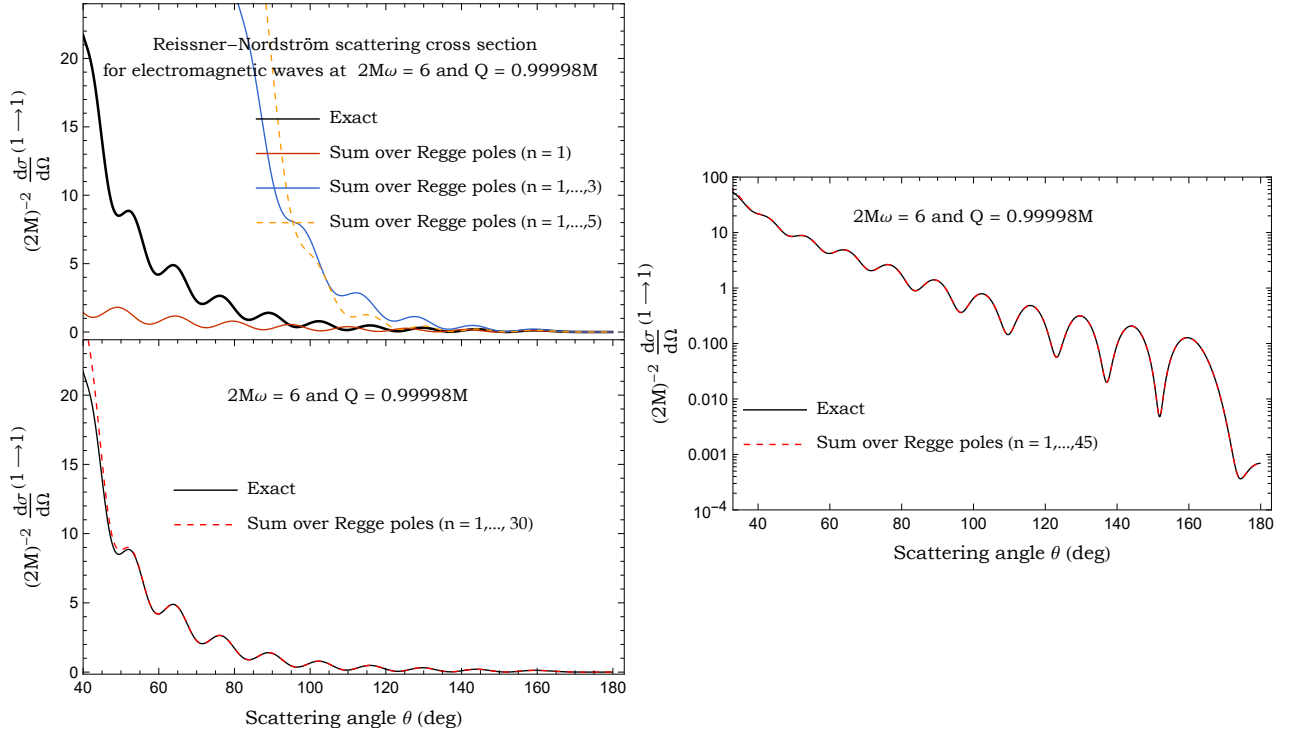 Reissner–Nordström scattering cross section
for electromagnetic waves at 2Mω = 6 and Q = 0.99998M
Exact
Sum over Regge poles (n = 1)
Sum over Regge poles (n = 1,...,3)
Sum over Regge poles (n = 1,...,5)
(2M)⁻² dσ/dΩ (1 ⟶1)
20
15
10
5
0
2Mω = 6 and Q = 0.99998M
Exact
Sum over Regge poles (n = 1,..., 30)
(2M)⁻² dσ/dΩ (1 ⟶1)
20
15
10
5
0
40 60 80 100 120 140 160 180
Scattering angle θ (deg)
2Mω = 6 and Q = 0.99998M
Exact
Sum over Regge poles (n = 1,...,45)
(2M)⁻² dσ/dΩ (1 ⟶1)
100
10
1
0.100
0.010
0.001
10⁻⁴
40 60 80 100 120 140 160 180
Scattering angle θ (deg)